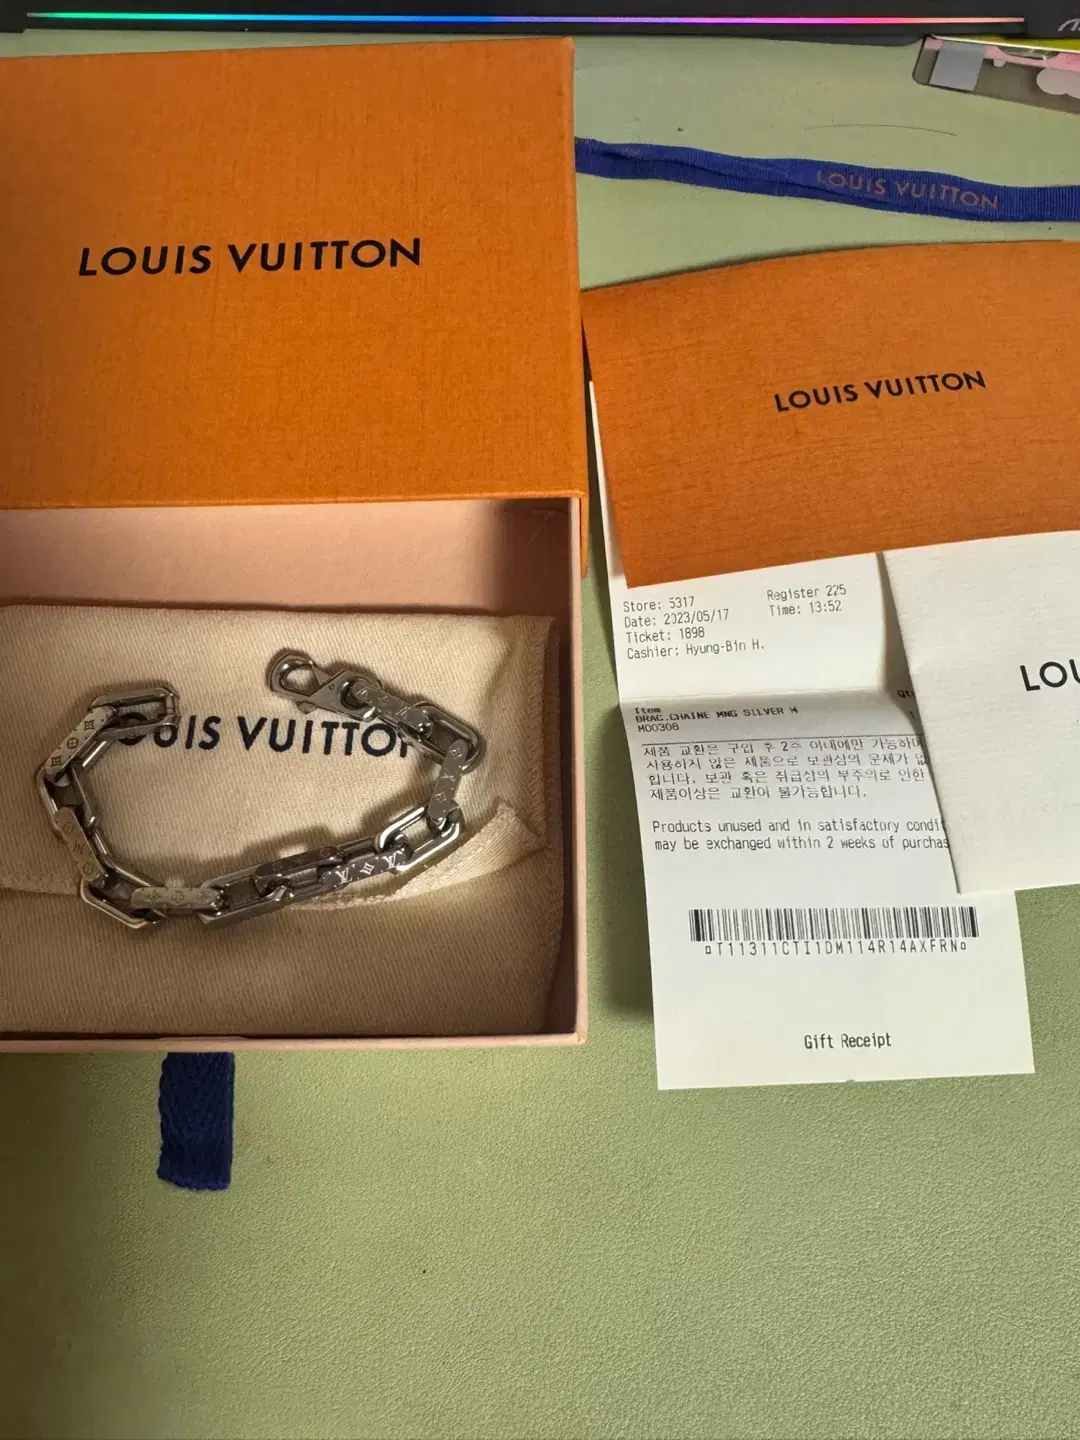 LOUIS VUITTON
LOUIS VUITTON
LOUIS VUITTON
Store: 5317
Register 225
Date: 2023/05/17
Time: 13:52
Ticket: 1898
Cashier: Hyung-Bin H.
LOU
Item
BRAC.CHAINE MNG SILVER M
M00308
제품 교환은 구입 후 2주 이내에만 가능하며
사용하지 않은 제품으로 보관상의 문제가 없
합니다. 보관 혹은 취급상의 부주의로 인한
제품이상은 교환이 불가능합니다.
Products unused and in satisfactory condit
may be exchanged within 2 weeks of purchas
T11311CTI1DM114R14AXFRN
Gift Receipt
OUIS VUITTO